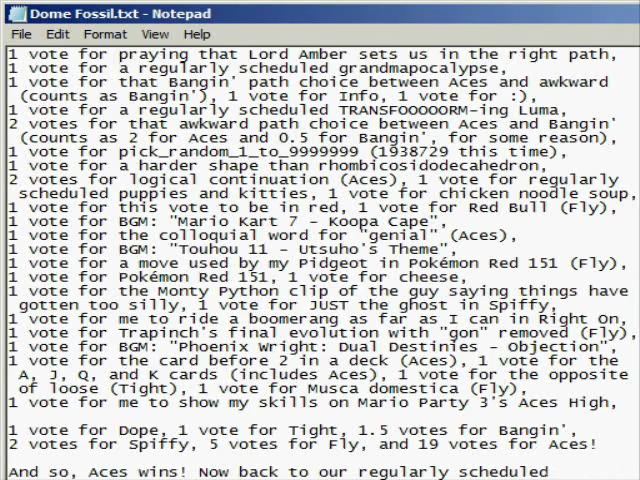 Dome Fossil.txt - Notepad
File Edit Format View Help
1 vote for praying that Lord Amber sets us in the right path,
1 vote for a regularly scheduled grandmapocalypse,
1 vote for that Bangin' path choice between Aces and awkward
(counts as Bangin'), 1 vote for Info, 1 vote for :),
1 vote for a regularly scheduled TRANSFOOOOORM-ing Luma,
2 votes for that awkward path choice between Aces and Bangin'
(counts as 2 for Aces and 0.5 for Bangin', for some reason),
1 vote for pick_random_1_to_9999999 (1938729 this time),
1 vote for a harder shape than rhombicosidodecahedron,
2 votes for logical continuation (Aces), 1 vote for regularly
scheduled puppies and kitties, 1 vote for chicken noodle soup,
1 vote for this vote to be in red, 1 vote for Red Bull (Fly),
1 vote for BGM: "Mario Kart 7 - Koopa Cape",
1 vote for the colloquial word for "genial" (Aces),
1 vote for BGM: "Touhou 11 - Utsuho's Theme",
1 vote for a move used by my Pidgeot in Pokémon Red 151 (Fly),
1 vote for Pokémon Red 151, 1 vote for cheese,
1 vote for the Monty Python clip of the guy saying things have
gotten too silly, 1 vote for JUST the ghost in Spiffy,
1 vote for me to ride a boomerang as far as I can in Right On,
1 vote for Trapinch's final evolution with "gon" removed (Fly),
1 vote for BGM: "Phoenix Wright: Dual Destinies - Objection",
1 vote for the card before 2 in a deck (Aces), 1 vote for the
A, J, Q, and K cards (includes Aces), 1 vote for the opposite
of loose (Tight), 1 vote for Musca domestica (Fly),
1 vote for me to show my skills on Mario Party 3's Aces High,
1 vote for Dope, 1 vote for Tight, 1.5 votes for Bangin',
2 votes for Spiffy, 5 votes for Fly, and 19 votes for Aces!
And so, Aces wins! Now back to our regularly scheduled